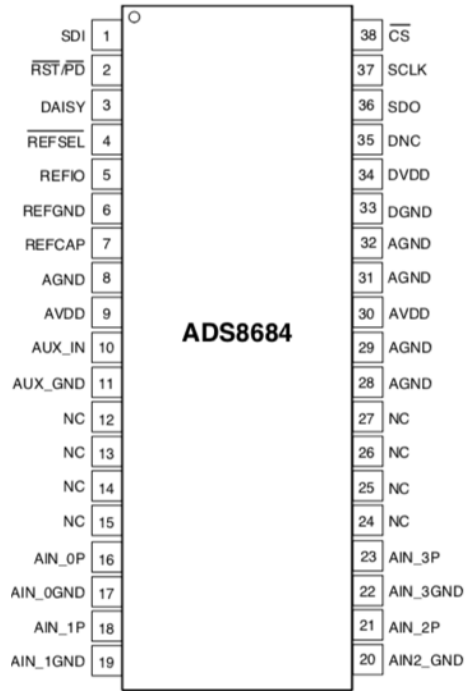 SDI 1 38 CS
RST/PD 2 37 SCLK
DAISY 3 36 SDO
REFSEL 4 35 DNC
REFIO 5 34 DVDD
REFGND 6 33 DGND
REFCAP 7 32 AGND
AGND 8 31 AGND
AVDD 9 30 AVDD
ADS8684
AUX_IN 10 29 AGND
AUX_GND 11 28 AGND
NC 12 27 NC
NC 13 26 NC
NC 14 25 NC
NC 15 24 NC
AIN_0P 16 23 AIN_3P
AIN_0GND 17 22 AIN_3GND
AIN_1P 18 21 AIN_2P
AIN_1GND 19 20 AIN2_GND